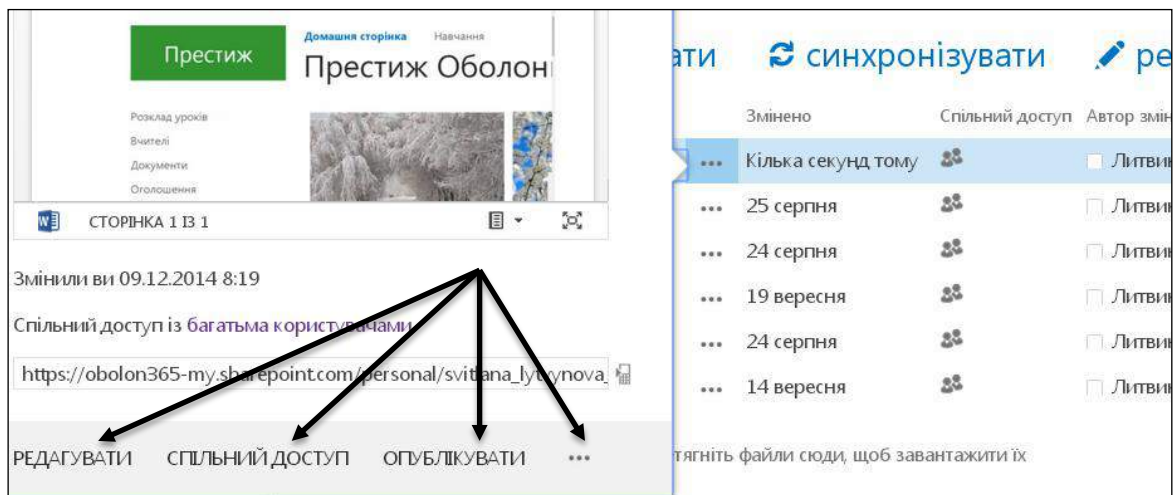 Престиж
Домашня сторінка Навчання
Престиж Оболонь
Розклад уроків
Вчителі
Документи
Оголошення
СТОРІНКА 1 ІЗ 1
Змінили ви 09.12.2014 8:19
Спільний доступ із багатьма користувачами
https://obolon365-my.sharepoint.com/personal/svitlana_lytvynova_
РЕДАГУВАТИ СПІЛЬНИЙ ДОСТУП ОПУБЛІКУВАТИ ...
ати синхронізувати ре
Змінено Спільний доступ Автор змін
... Кілька секунд тому Литвин
... 25 серпня Литвин
... 24 серпня Литвин
... 19 вересня Литвин
... 24 серпня Литвин
... 14 вересня Литвин
тягніть файли сюди, щоб завантажити їх